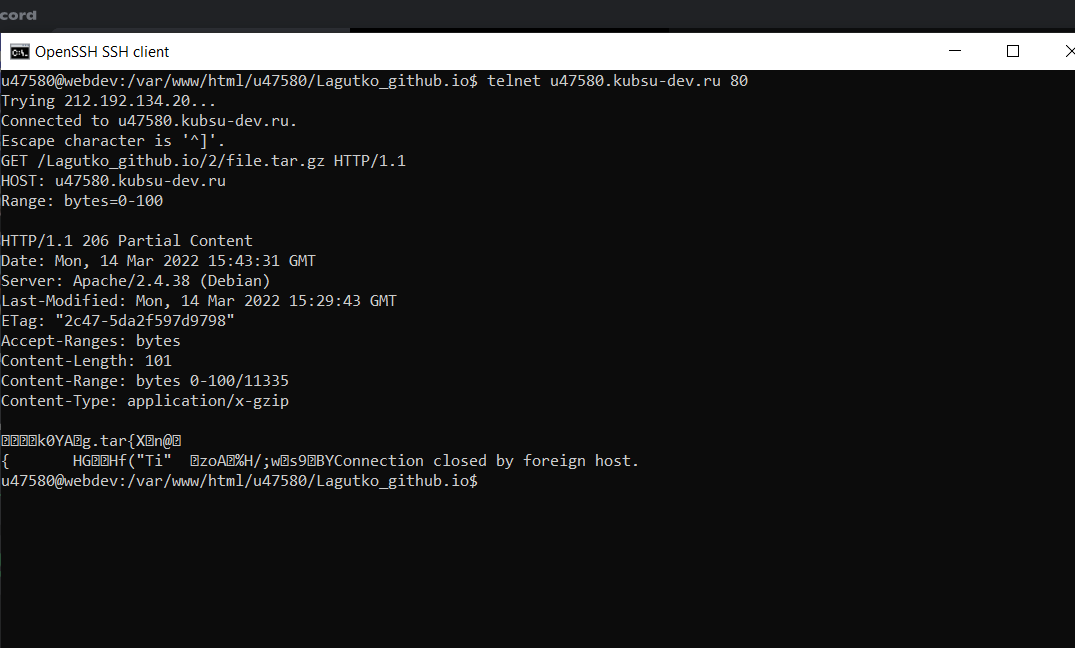 cord
OpenSSH SSH client
u47580@webdev:/var/www/html/u47580/Lagutko_github.io$ telnet u47580.kubsu-dev.ru 80
Trying 212.192.134.20...
Connected to u47580.kubsu-dev.ru.
Escape character is '^]'.
GET /Lagutko_github.io/2/file.tar.gz HTTP/1.1
HOST: u47580.kubsu-dev.ru
Range: bytes=0-100
HTTP/1.1 206 Partial Content
Date: Mon, 14 Mar 2022 15:43:31 GMT
Server: Apache/2.4.38 (Debian)
Last-Modified: Mon, 14 Mar 2022 15:29:43 GMT
ETag: "2c47-5da2f597d9798"
Accept-Ranges: bytes
Content-Length: 101
Content-Range: bytes 0-100/11335
Content-Type: application/x-gzip
k0YA g.tar{X n@
{ HG Hf("Ti" zoA %H/;w s9 BYConnection closed by foreign host.
u47580@webdev:/var/www/html/u47580/Lagutko_github.io$